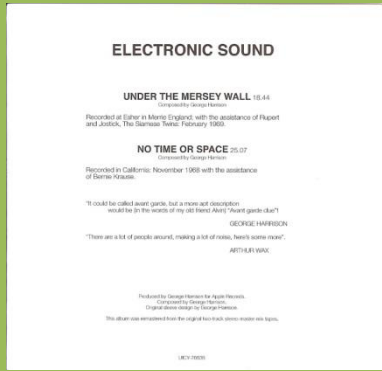 ELECTRONIC SOUND
UNDER THE MERSEY WALL 18.44
Composed by George Harrison
Recorded at Esher in Merrie England; with the assistance of Rupert
and Jostick, The Siamese Twins: February 1969.
NO TIME OR SPACE 25.07
Composed by George Harrison
Recorded in California: November 1968 with the assistance
of Bernie Krause.
"It could be called avant garde, but a more apt description
would be (in the words of my old friend Alvin) "Avant garde clue"!
GEORGE HARRISON
"There are a lot of people around, making a lot of noise, here's some more".
ARTHUR WAX
Produced by George Harrison for Apple Records.
Composed by George Harrison.
Original sleeve design by George Harrison.
This album was remastered from the original two-track stereo master mix tapes.